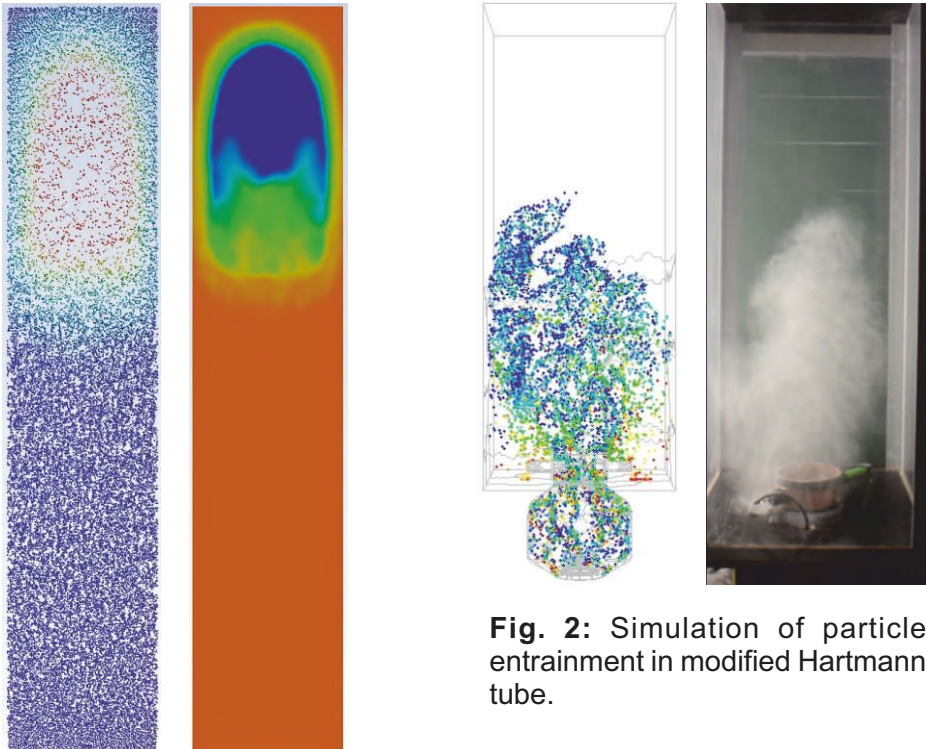 Fig. 2: Simulation of particle
entrainment in modified Hartmann
tube.